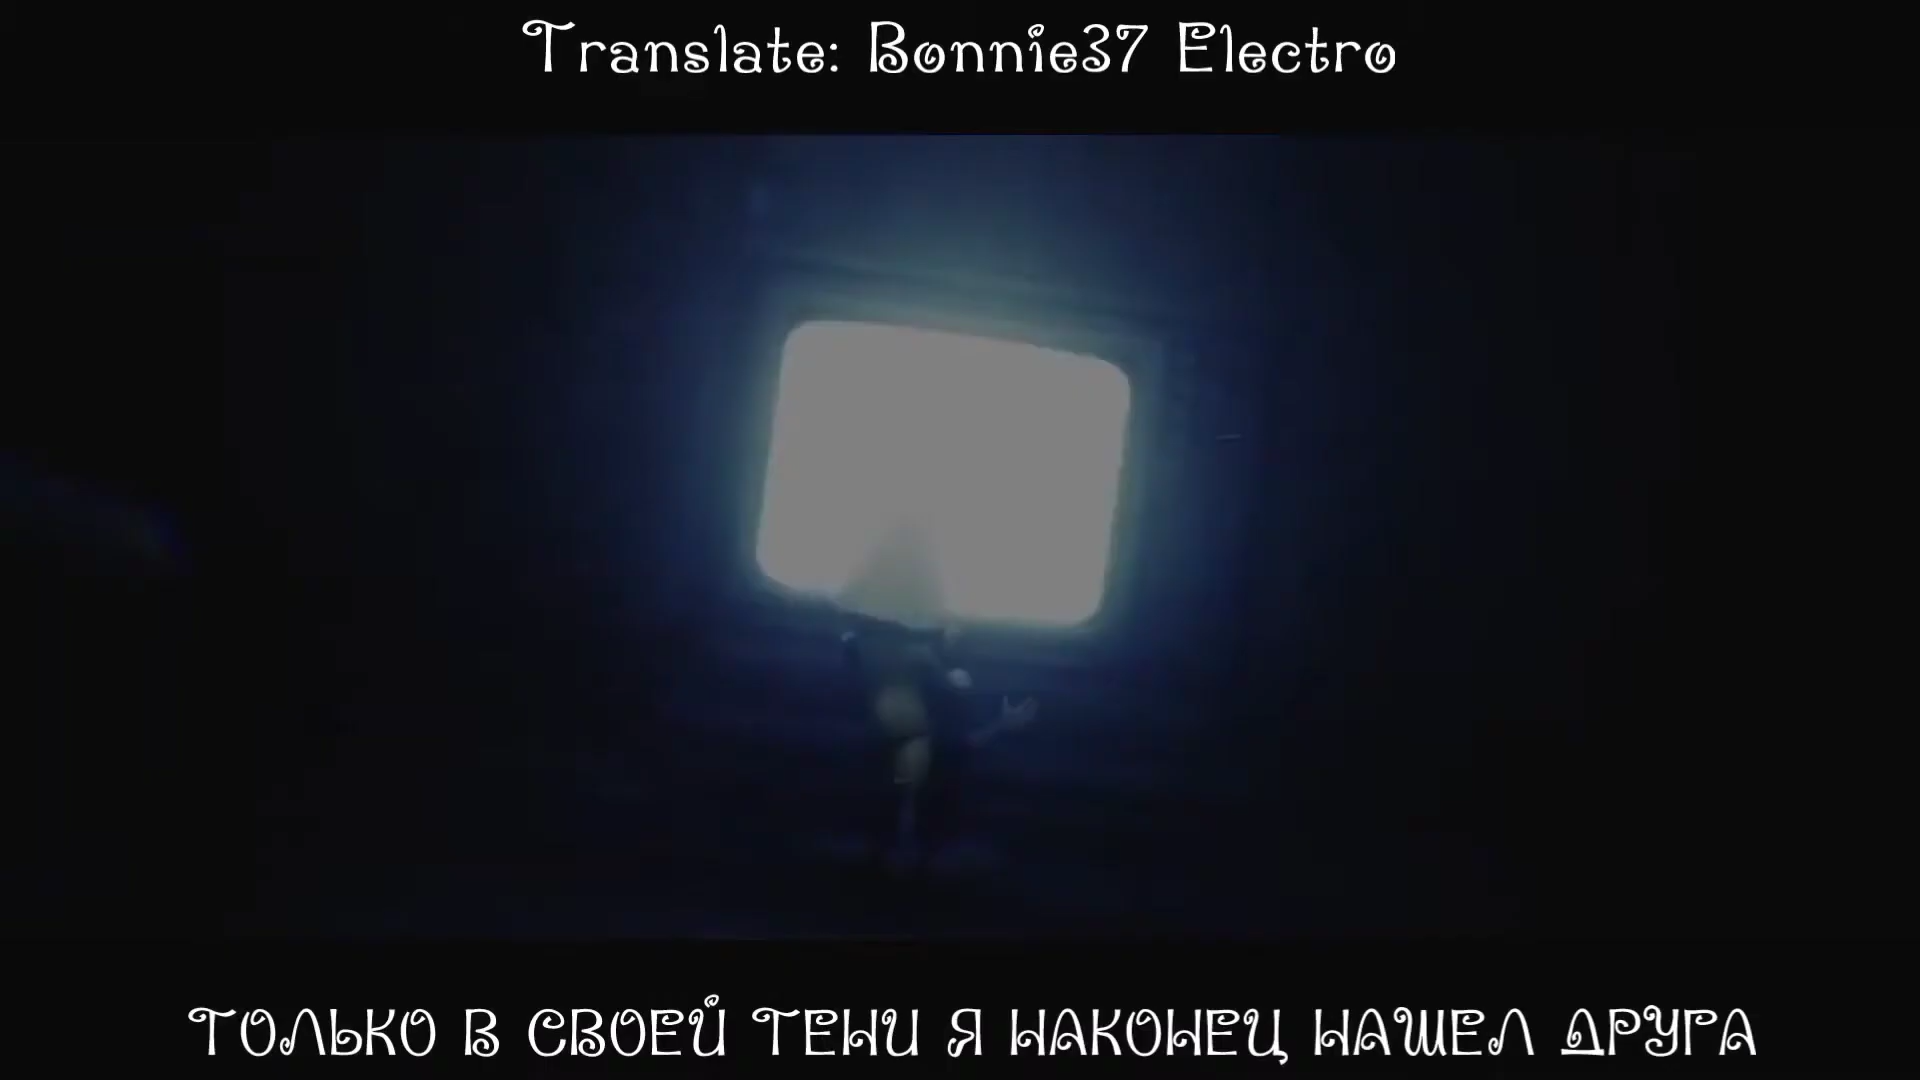 Translate: Bonnie37 Electro
ТОЛЬКО В СВОЕЙ ТЕНИ Я НАКОНЕЦ НАШЕЛ ДРУГА